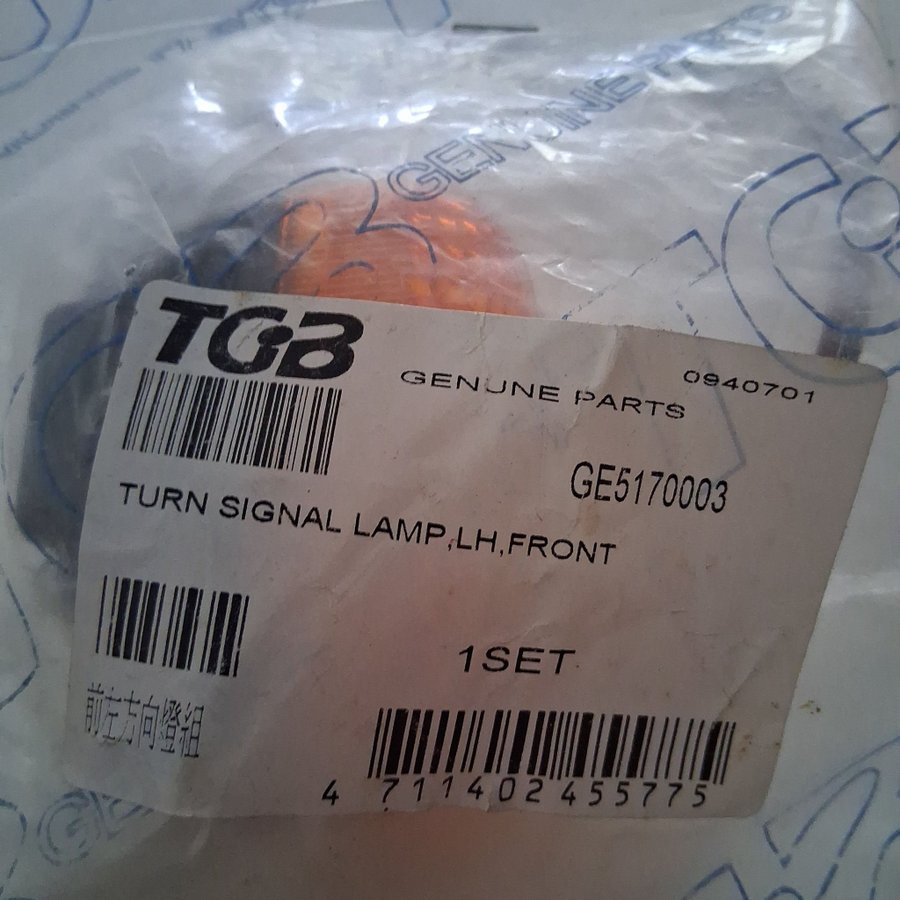 GENUINE PARTS
TGB
GENUNE PARTS
0940701
GE5170003
TURN SIGNAL LAMP,LH,FRONT
1SET
前左方向燈組
4 711402 455775